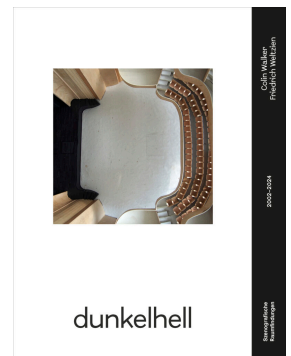 dunkelhell
Colin Walker
Friedrich Weltzien
2002–2024
Szenografische
Raumfindungen